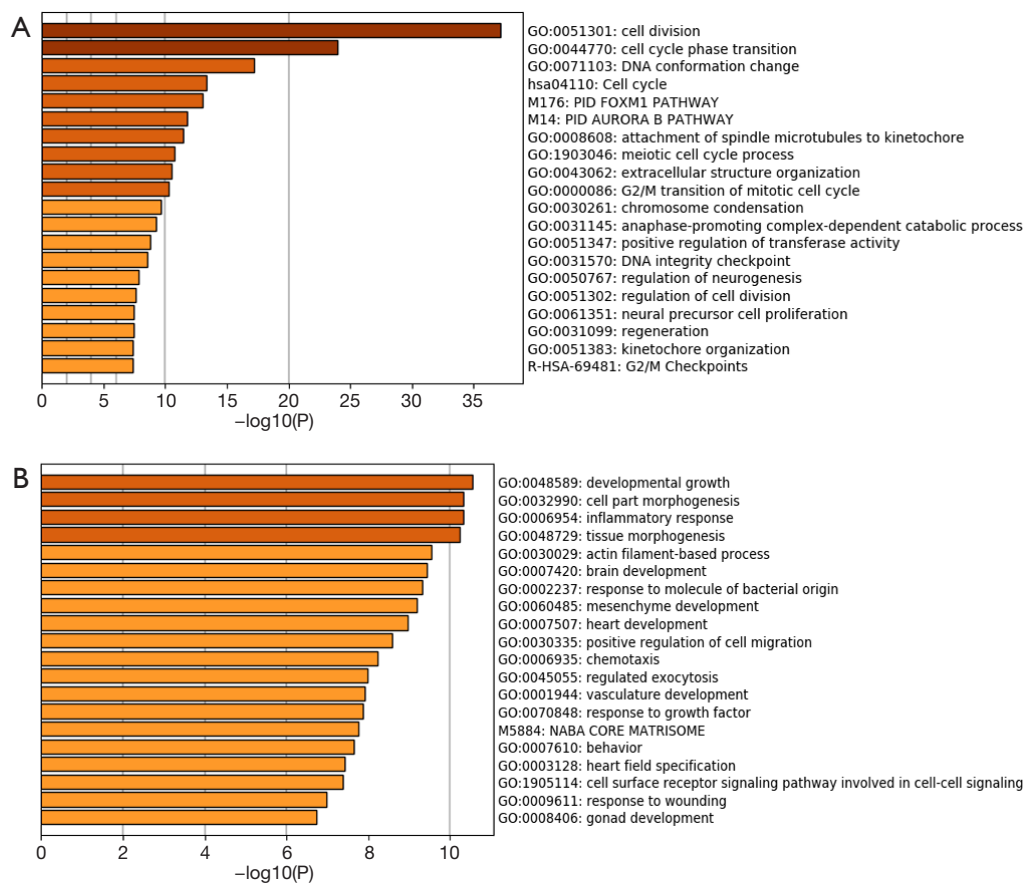 A
GO:0051301: cell division
GO:0044770: cell cycle phase transition
GO:0071103: DNA conformation change
hsa04110: Cell cycle
M176: PID FOXM1 PATHWAY
M14: PID AURORA B PATHWAY
GO:0008608: attachment of spindle microtubules to kinetochore
GO:1903046: meiotic cell cycle process
GO:0043062: extracellular structure organization
GO:0000086: G2/M transition of mitotic cell cycle
GO:0030261: chromosome condensation
GO:0031145: anaphase-promoting complex-dependent catabolic process
GO:0051347: positive regulation of transferase activity
GO:0031570: DNA integrity checkpoint
GO:0050767: regulation of neurogenesis
GO:0051302: regulation of cell division
GO:0061351: neural precursor cell proliferation
GO:0031099: regeneration
GO:0051383: kinetochore organization
R-HSA-69481: G2/M Checkpoints
0 5 10 15 20 25 30 35
−log10(P)
B
GO:0048589: developmental growth
GO:0032990: cell part morphogenesis
GO:0006954: inflammatory response
GO:0048729: tissue morphogenesis
GO:0030029: actin filament-based process
GO:0007420: brain development
GO:0002237: response to molecule of bacterial origin
GO:0060485: mesenchyme development
GO:0007507: heart development
GO:0030335: positive regulation of cell migration
GO:0006935: chemotaxis
GO:0045055: regulated exocytosis
GO:0001944: vasculature development
GO:0070848: response to growth factor
M5884: NABA CORE MATRISOME
GO:0007610: behavior
GO:0003128: heart field specification
GO:1905114: cell surface receptor signaling pathway involved in cell-cell signaling
GO:0009611: response to wounding
GO:0008406: gonad development
0 2 4 6 8 10
−log10(P)